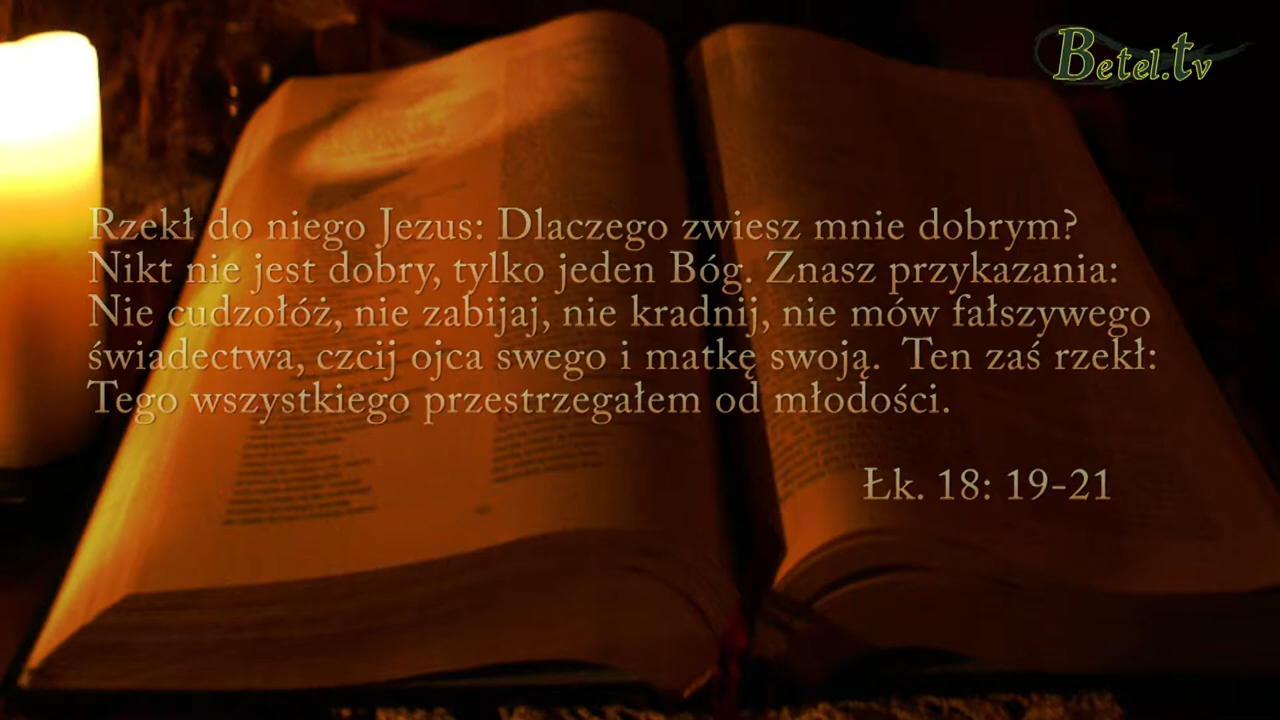 Betel.tv
Rzekł do niego Jezus: Dlaczego zwiesz mnie dobrym?
Nikt nie jest dobry, tylko jeden Bóg. Znasz przykazania:
Nie cudzołóż, nie zabijaj, nie kradnij, nie mów fałszywego
świadectwa, czcij ojca swego i matkę swoją.  Ten zaś rzekł:
Tego wszystkiego przestrzegałem od młodości.
Łk. 18: 19-21